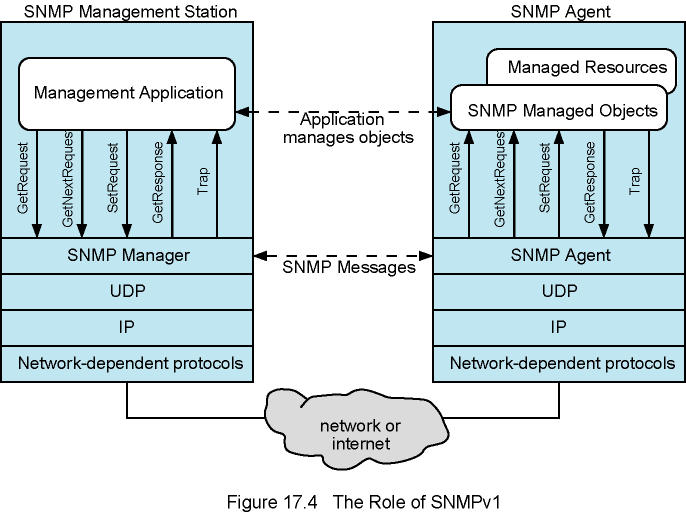 SNMP Management Station
SNMP Agent
Management Application
Managed Resources
SNMP Managed Objects
Application
manages objects
GetRequest
GetNextRequest
SetRequest
GetResponse
Trap
GetRequest
GetNextRequest
SetRequest
GetResponse
Trap
SNMP Manager
SNMP Messages
SNMP Agent
UDP
UDP
IP
IP
Network-dependent protocols
Network-dependent protocols
network or
internet
Figure 17.4 The Role of SNMPv1